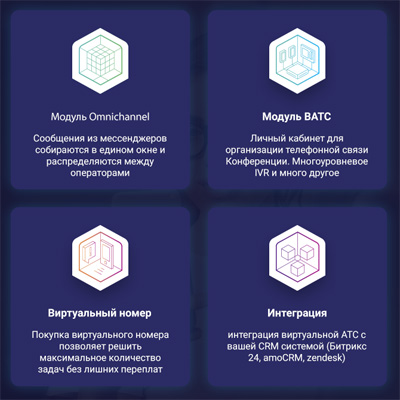 Модуль Omnichannel
Сообщения из мессенджеров
собираются в едином окне и
распределяются между
операторами
Модуль ВАТС
Личный кабинет для
организации телефонной связи
Конференции. Многоуровневое
IVR и много другое
Виртуальный номер
Покупка виртуального номера
позволяет решить
максимальное количество
задач без лишних переплат
Интеграция
интеграция виртуальной АТС с
вашей CRM системой (Битрикс
24, amoCRM, zendesk)